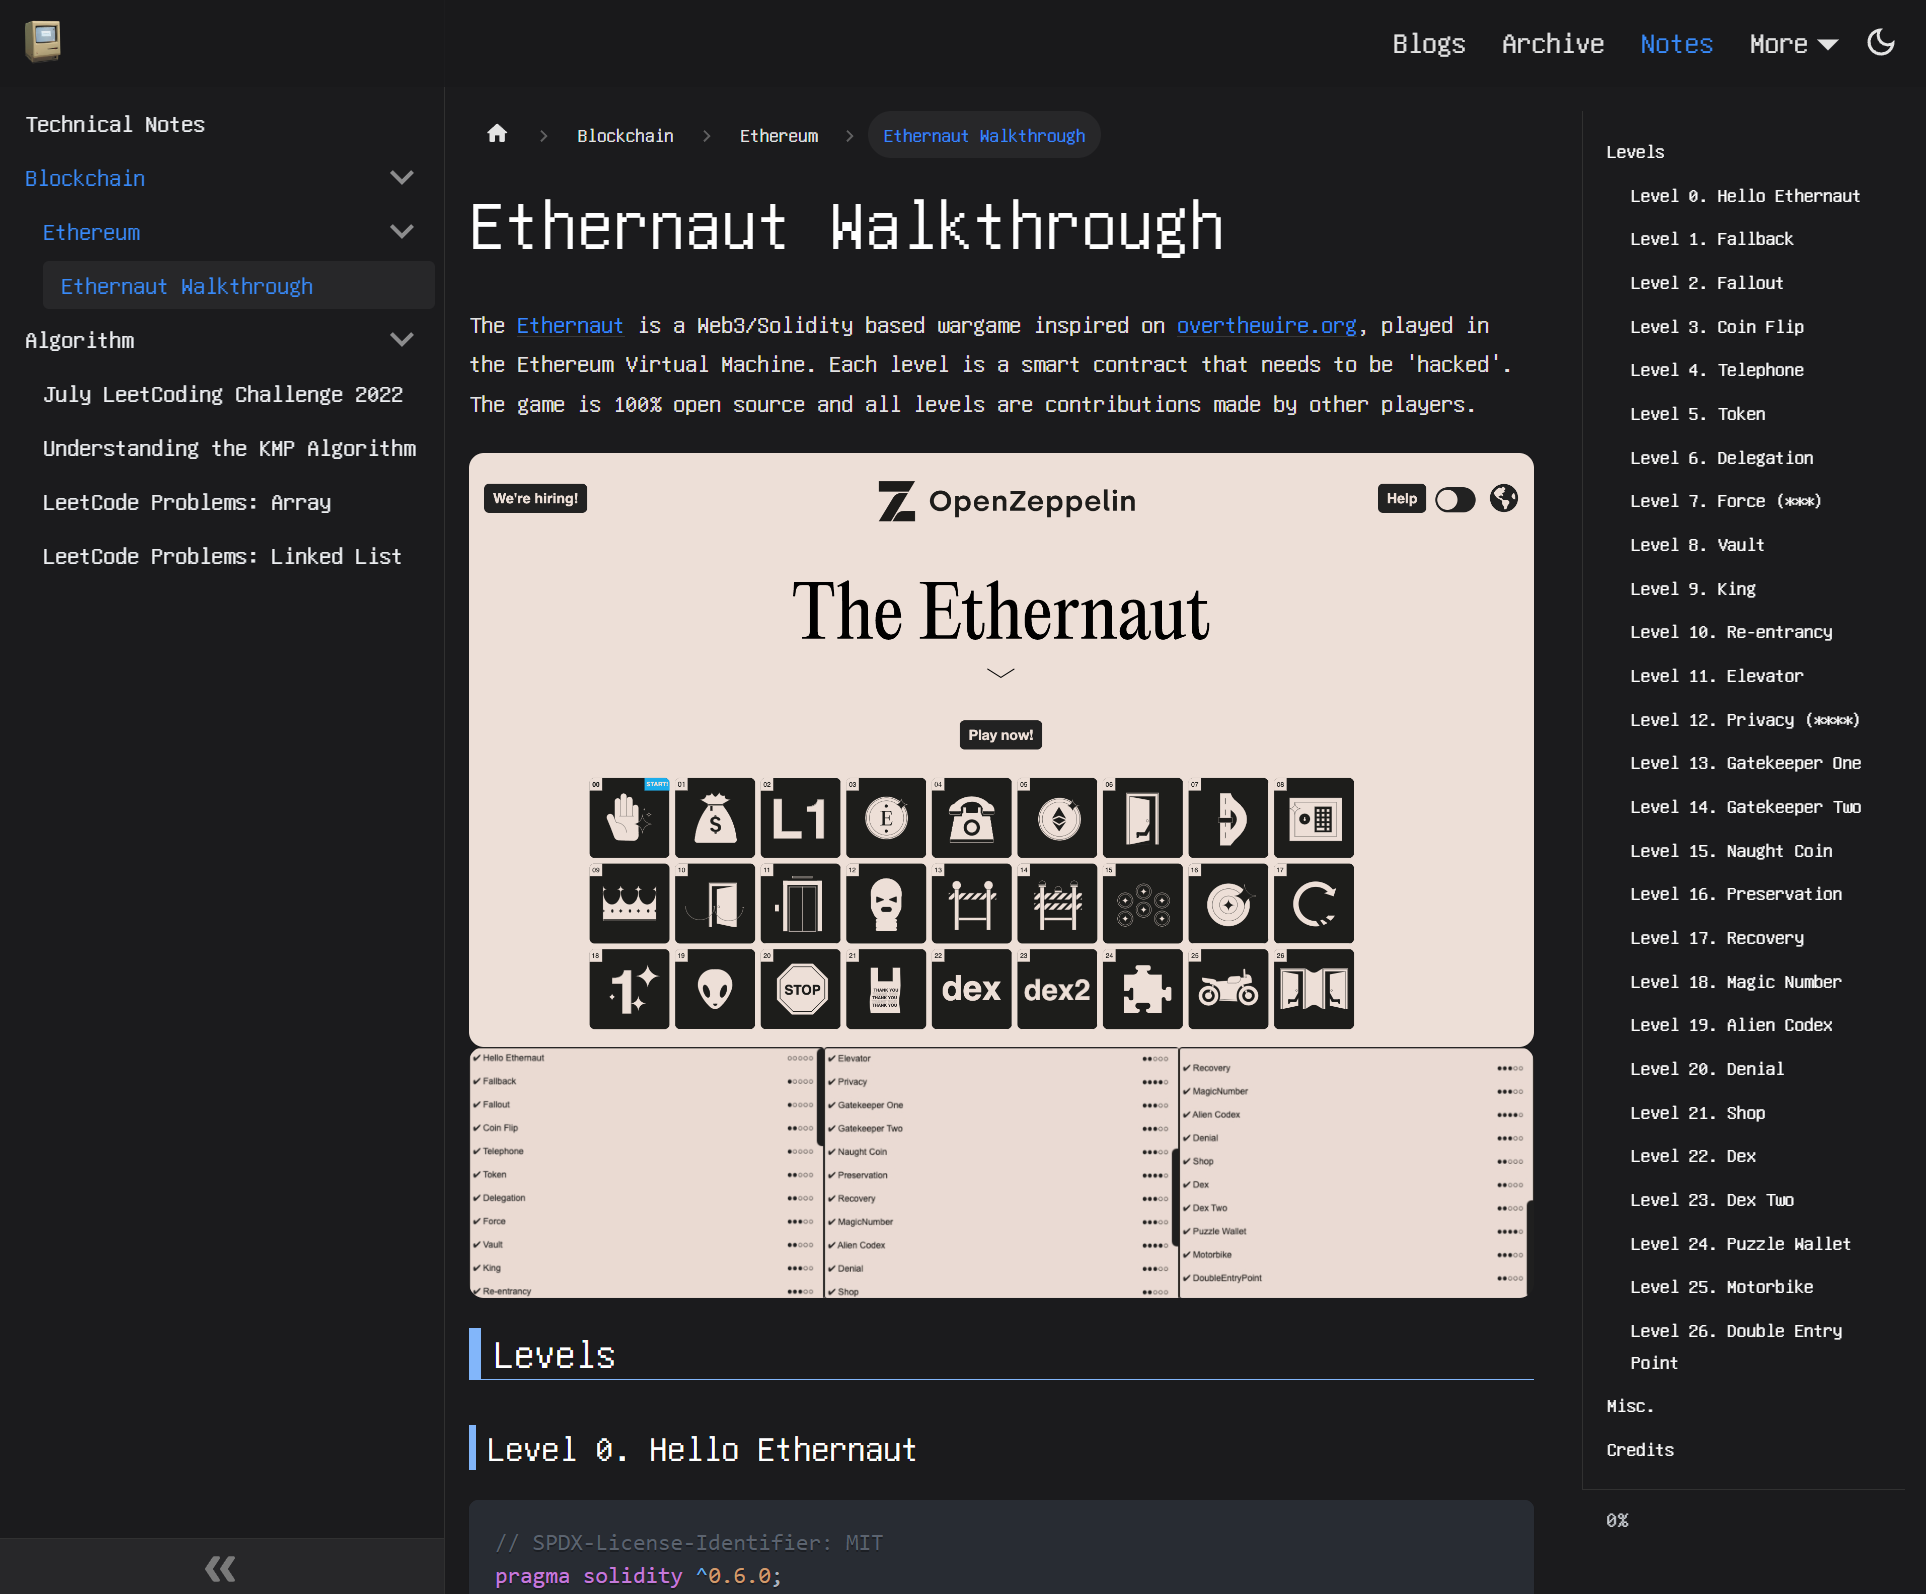 Blogs Archive Notes More
Technical Notes
Blockchain
Ethereum
Ethernaut Walkthrough
Algorithm
July LeetCoding Challenge 2022
Understanding the KMP Algorithm
LeetCode Problems: Array
LeetCode Problems: Linked List
Blockchain Ethereum Ethernaut Walkthrough
Ethernaut Walkthrough
The Ethernaut is a Web3/Solidity based wargame inspired on overthewire.org, played in
the Ethereum Virtual Machine. Each level is a smart contract that needs to be 'hacked'.
The game is 100% open source and all levels are contributions made by other players.
We're hiring! OpenZeppelin Help
The Ethernaut
Play now!
00 START! 01 02 03 04 05 06 07 08
$ L1 E
09 10 11 12 13 14 15 16 17
18 19 20 21 22 23 24 25 26
1 STOP dex dex2
THANK YOU
THANK YOU
THANK YOU
✔ Hello Ethernaut
✔ Fallback
✔ Fallout
✔ Coin Flip
✔ Telephone
✔ Token
✔ Delegation
✔ Force
✔ Vault
✔ King
✔ Re-entrancy
✔ Elevator
✔ Privacy
✔ Gatekeeper One
✔ Gatekeeper Two
✔ Naught Coin
✔ Preservation
✔ Recovery
✔ MagicNumber
✔ Alien Codex
✔ Denial
✔ Shop
✔ Recovery
✔ MagicNumber
✔ Alien Codex
✔ Denial
✔ Shop
✔ Dex
✔ Dex Two
✔ Puzzle Wallet
✔ Motorbike
✔ DoubleEntryPoint
Levels
Level 0. Hello Ethernaut
// SPDX-License-Identifier: MIT
pragma solidity ^0.6.0;
Levels
Level 0. Hello Ethernaut
Level 1. Fallback
Level 2. Fallout
Level 3. Coin Flip
Level 4. Telephone
Level 5. Token
Level 6. Delegation
Level 7. Force (***)
Level 8. Vault
Level 9. King
Level 10. Re-entrancy
Level 11. Elevator
Level 12. Privacy (****)
Level 13. Gatekeeper One
Level 14. Gatekeeper Two
Level 15. Naught Coin
Level 16. Preservation
Level 17. Recovery
Level 18. Magic Number
Level 19. Alien Codex
Level 20. Denial
Level 21. Shop
Level 22. Dex
Level 23. Dex Two
Level 24. Puzzle Wallet
Level 25. Motorbike
Level 26. Double Entry
Point
Misc.
Credits
0%